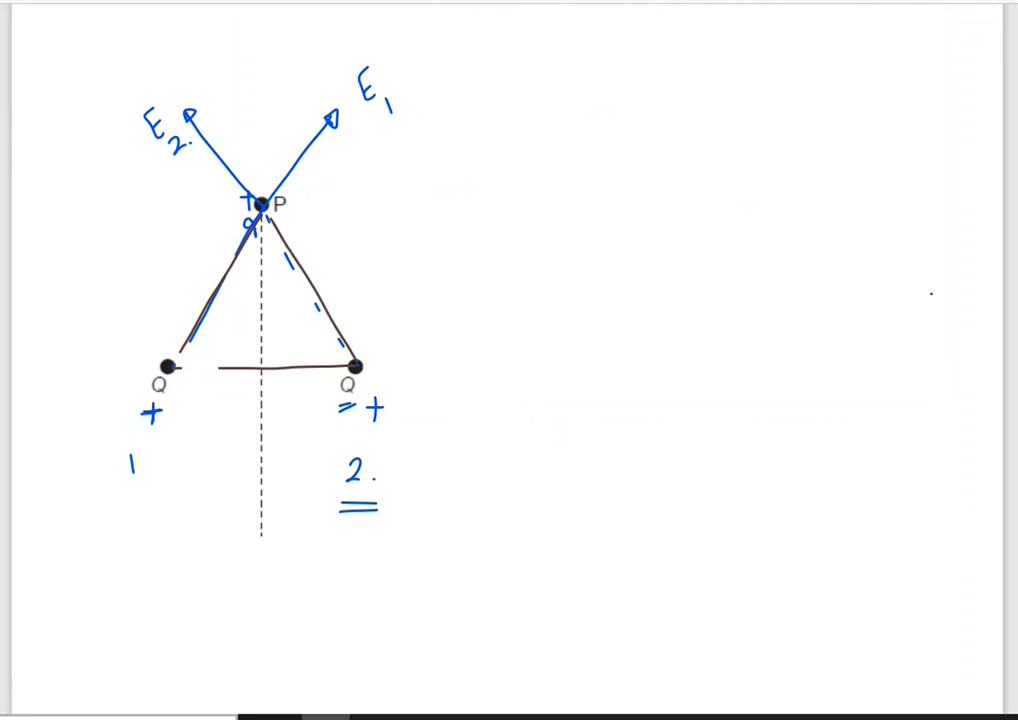 E1
E2.
+ P
q
Q Q
+ = +
1 2.